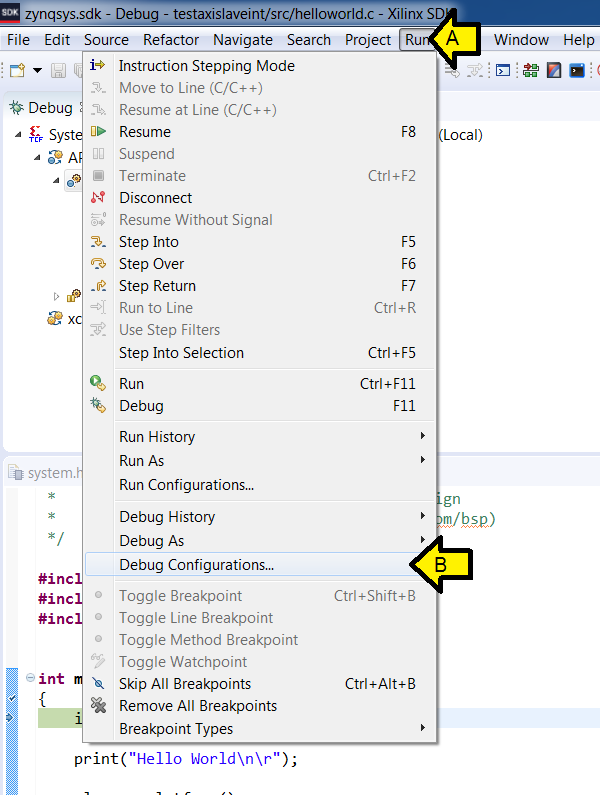 SDK zynqsys.sdk - Debug - testaxislaveint/src/helloworld.c - Xilinx SDK
File Edit Source Refactor Navigate Search Project Run A Window Help
Instruction Stepping Mode
Move to Line (C/C++)
Debug
Resume at Line (C/C++)
Syste (Local)
Resume F8
AP
Suspend
Terminate Ctrl+F2
Disconnect
Resume Without Signal
Step Into F5
Step Over F6
Step Return F7
Run to Line Ctrl+R
xc
Use Step Filters
Step Into Selection Ctrl+F5
Run Ctrl+F11
Debug F11
Run History
Run As
system.h
Run Configurations...
* ign
Debug History
* om/bsp)
*/
Debug As
Debug Configurations... B
#incl
Toggle Breakpoint Ctrl+Shift+B
#incl
Toggle Line Breakpoint
#incl
Toggle Method Breakpoint
Toggle Watchpoint
int m
Skip All Breakpoints Ctrl+Alt+B
{
Remove All Breakpoints
i
Breakpoint Types
print("Hello World\n\r");